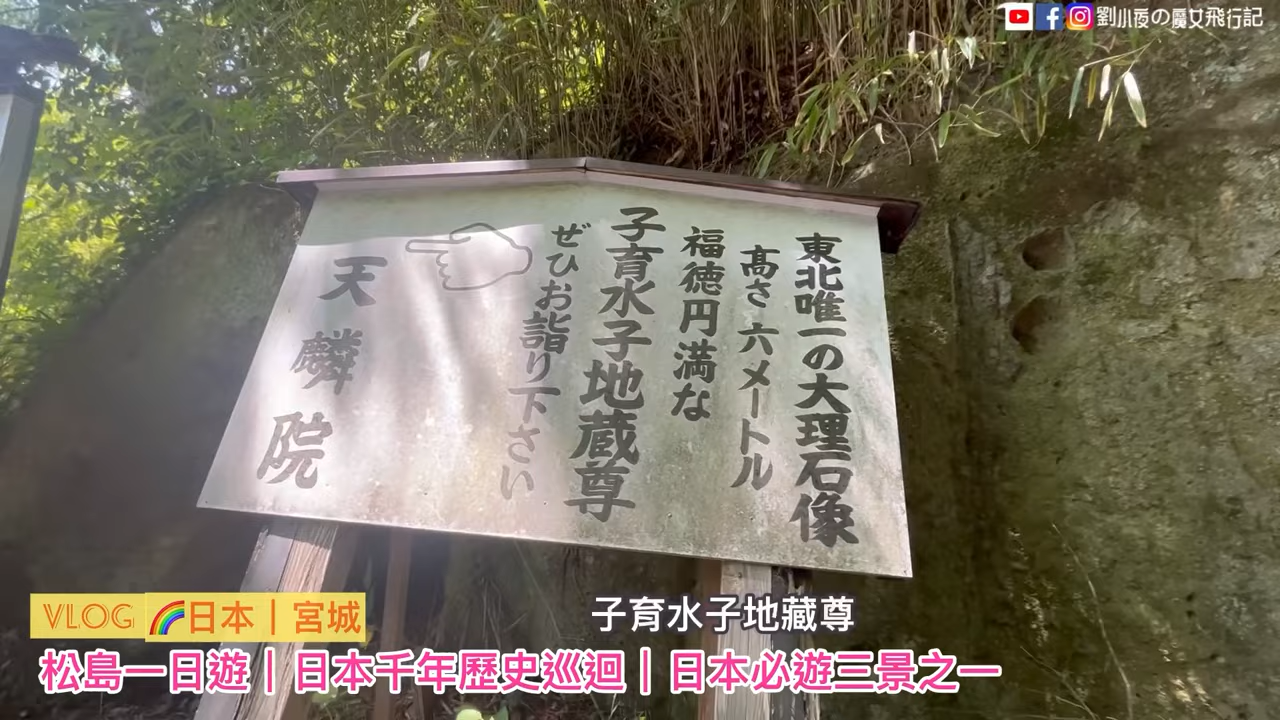 劉小夜の魔女飛行記
東北唯一の大理石像
高さ六メートル
福徳円満な
子育水子地蔵尊
ぜひお詣り下さい
天麟院
子育水子地藏尊
VLOG 🌈日本｜宮城
松島一日遊｜日本千年歷史巡迴｜日本必遊三景之一